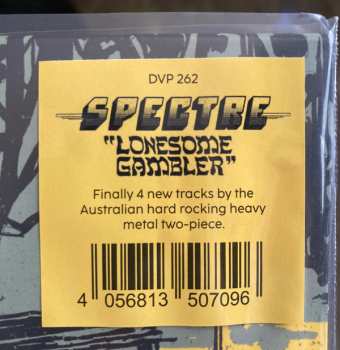 DVP 262
SPECTRE
"LONESOME
GAMBLER"
Finally 4 new tracks by the
Australian hard rocking heavy
metal two-piece.
4 056813 507096